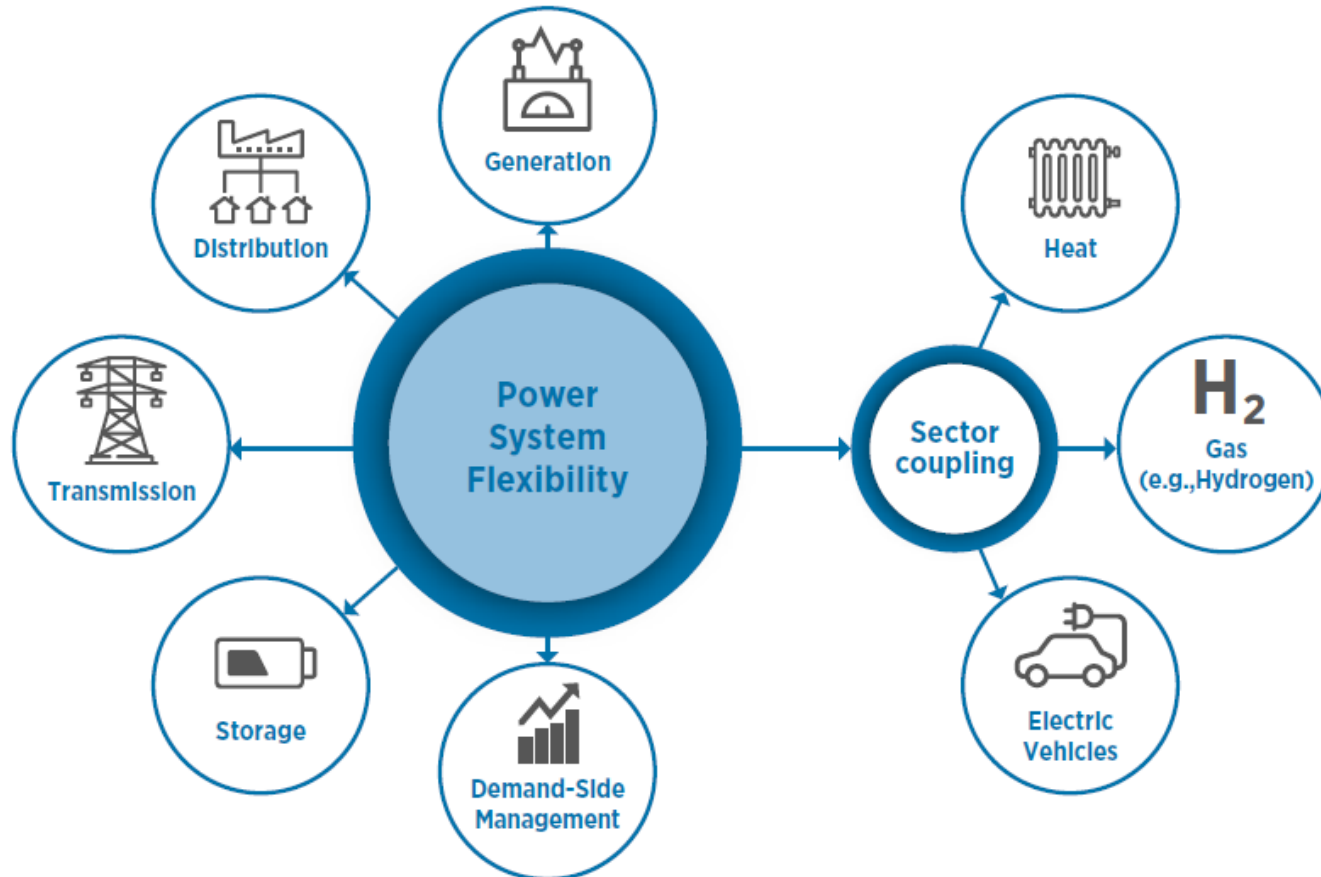 Generation
Distribution
Heat
Transmission
Power
System
Flexibility
Sector
coupling
H₂
Gas
(e.g.,Hydrogen)
Storage
Demand-Side
Management
Electric
Vehicles